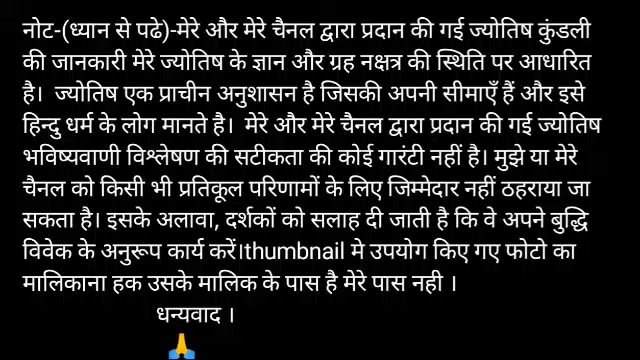 नोट-(ध्यान से पढे)-मेरे और मेरे चैनल द्वारा प्रदान की गई ज्योतिष कुंडली
की जानकारी मेरे ज्योतिष के ज्ञान और ग्रह नक्षत्र की स्थिति पर आधारित
है। ज्योतिष एक प्राचीन अनुशासन है जिसकी अपनी सीमाएँ हैं और इसे
हिन्दु धर्म के लोग मानते है। मेरे और मेरे चैनल द्वारा प्रदान की गई ज्योतिष
भविष्यवाणी विश्लेषण की सटीकता की कोई गारंटी नहीं है। मुझे या मेरे
चैनल को किसी भी प्रतिकूल परिणामों के लिए जिम्मेदार नहीं ठहराया जा
सकता है। इसके अलावा, दर्शकों को सलाह दी जाती है कि वे अपने बुद्धि
विवेक के अनुरूप कार्य करें।thumbnail मे उपयोग किए गए फोटो का
मालिकाना हक उसके मालिक के पास है मेरे पास नही ।
धन्यवाद ।
🙏